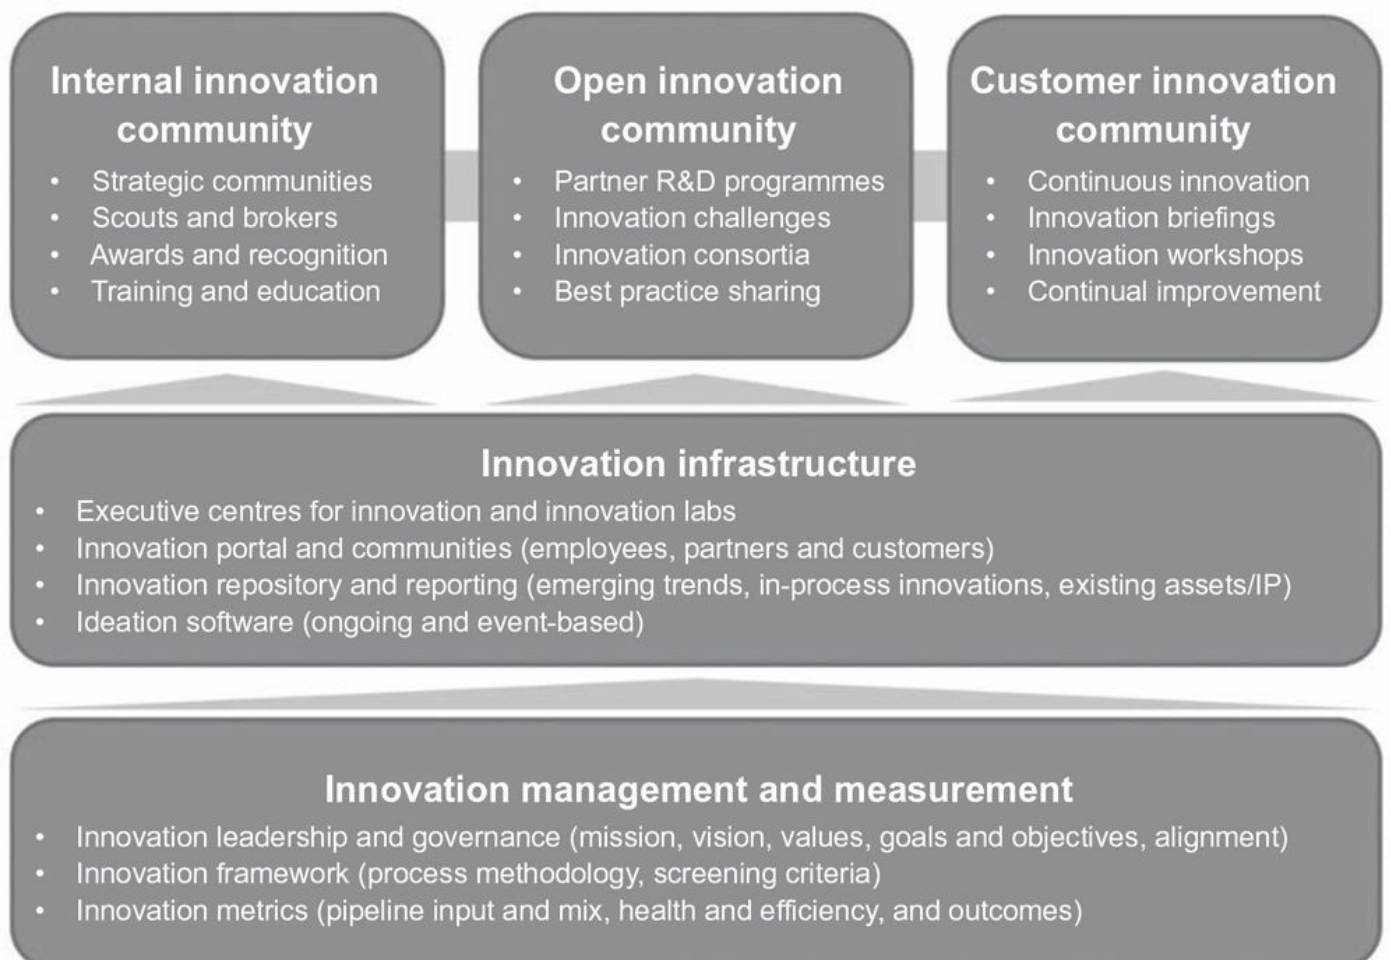 Internal innovation
community
• Strategic communities
• Scouts and brokers
• Awards and recognition
• Training and education
Open innovation
community
• Partner R&D programmes
• Innovation challenges
• Innovation consortia
• Best practice sharing
Customer innovation
community
• Continuous innovation
• Innovation briefings
• Innovation workshops
• Continual improvement
Innovation infrastructure
• Executive centres for innovation and innovation labs
• Innovation portal and communities (employees, partners and customers)
• Innovation repository and reporting (emerging trends, in-process innovations, existing assets/IP)
• Ideation software (ongoing and event-based)
Innovation management and measurement
• Innovation leadership and governance (mission, vision, values, goals and objectives, alignment)
• Innovation framework (process methodology, screening criteria)
• Innovation metrics (pipeline input and mix, health and efficiency, and outcomes)